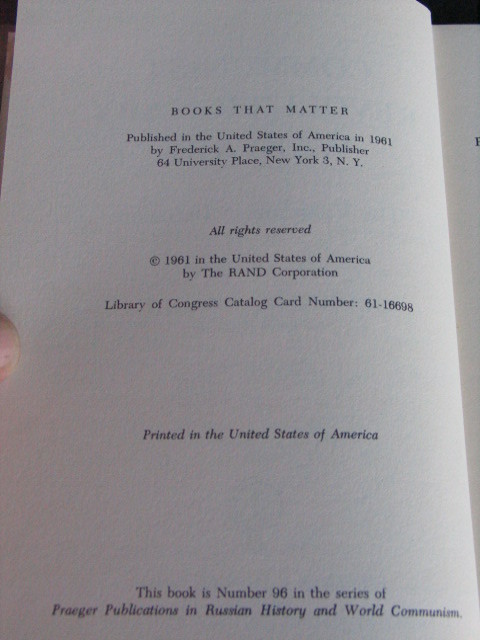 BOOKS THAT MATTER
Published in the United States of America in 1961
by Frederick A. Praeger, Inc., Publisher
64 University Place, New York 3, N. Y.
All rights reserved
© 1961 in the United States of America
by The RAND Corporation
Library of Congress Catalog Card Number: 61-16698
Printed in the United States of America
This book is Number 96 in the series of
Praeger Publications in Russian History and World Communism.